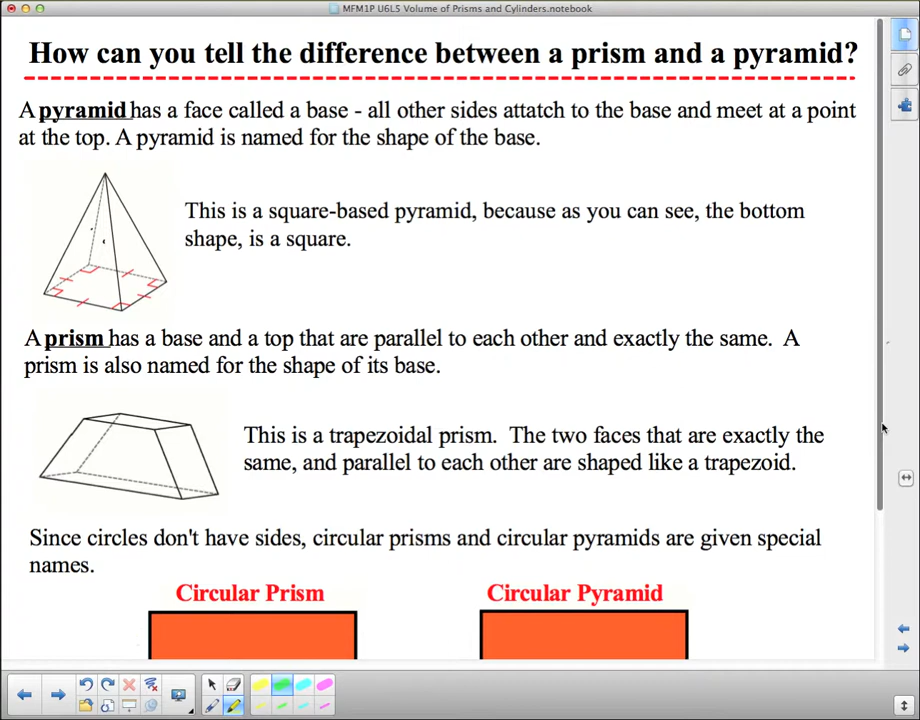 MFM1P U6L5 Volume of Prisms and Cylinders.notebook
How can you tell the difference between a prism and a pyramid?
A pyramid has a face called a base - all other sides attatch to the base and meet at a point
at the top. A pyramid is named for the shape of the base.
This is a square-based pyramid, because as you can see, the bottom
shape, is a square.
A prism has a base and a top that are parallel to each other and exactly the same. A
prism is also named for the shape of its base.
This is a trapezoidal prism. The two faces that are exactly the
same, and parallel to each other are shaped like a trapezoid.
Since circles don't have sides, circular prisms and circular pyramids are given special
names.
Circular Prism
Circular Pyramid